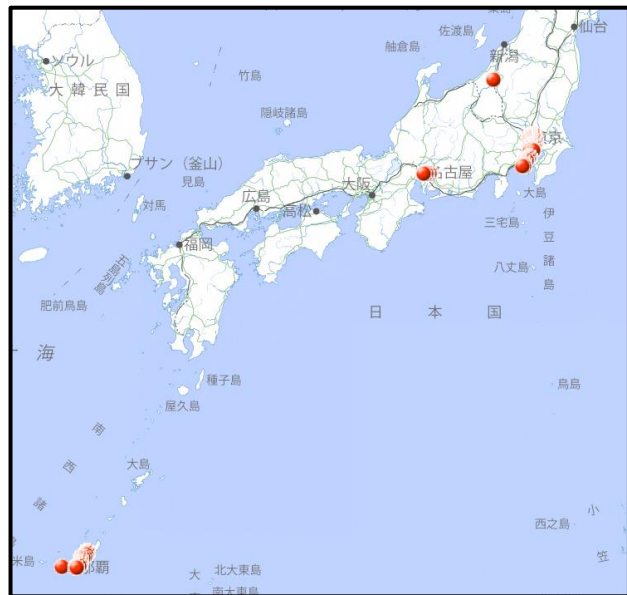 佐渡島
仙台
舳倉島
新潟
ソウル
大韓民国
竹島
隠岐諸島
京
プサン（釜山）
見島
名古屋
大島
対馬
大阪
広島
高松
三宅島
伊豆諸島
福岡
五島列島
八丈島
肥前鳥島
日本国
海
種子島
鳥島
屋久島
南西諸
大島
西之島
小笠
米島
那覇
北大東島
大
南大東島